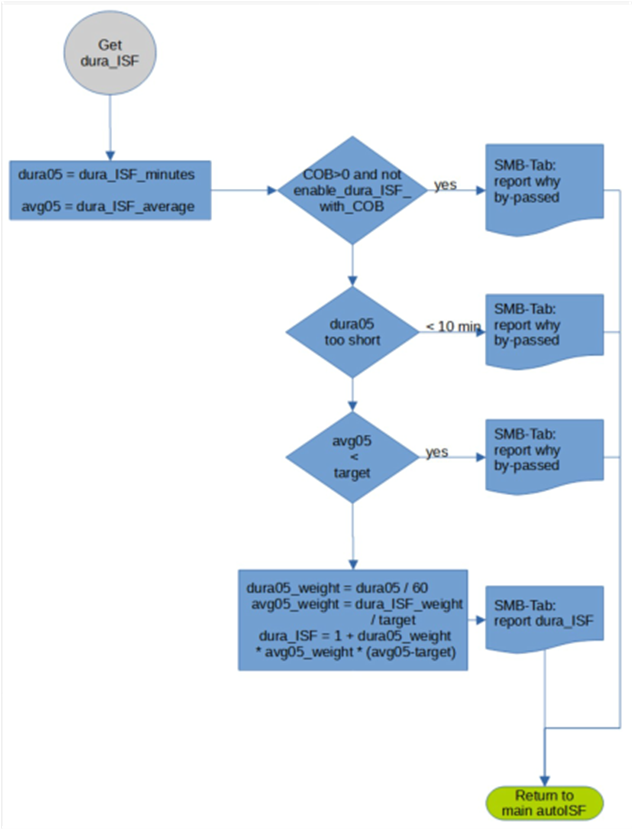 Get
dura_ISF
dura05 = dura_ISF_minutes
avg05 = dura_ISF_average
COB>0 and not
enable_dura_ISF_
with_COB
yes
SMB-Tab:
report why
by-passed
dura05
too short
< 10 min
SMB-Tab:
report why
by-passed
avg05
<
target
yes
SMB-Tab:
report why
by-passed
dura05_weight = dura05 / 60
avg05_weight = dura_ISF_weight
/ target
dura_ISF = 1 + dura05_weight
* avg05_weight * (avg05-target)
SMB-Tab:
report dura_ISF
Return to
main autoISF